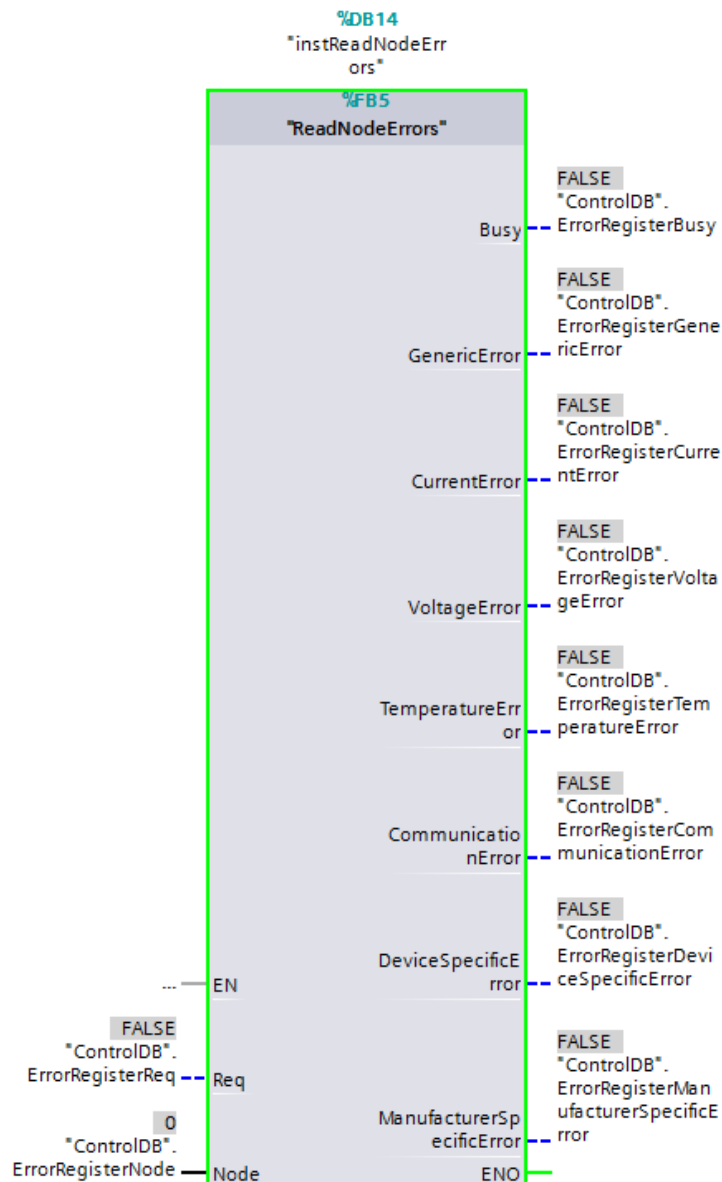 %DB14
"instReadNodeErr
ors"
%FB5
"ReadNodeErrors"
Busy
FALSE
"ControlDB".
ErrorRegisterBusy
GenericError
FALSE
"ControlDB".
ErrorRegisterGene
ricError
CurrentError
FALSE
"ControlDB".
ErrorRegisterCurre
ntError
VoltageError
FALSE
"ControlDB".
ErrorRegisterVolta
geError
TemperatureErr
or
FALSE
"ControlDB".
ErrorRegisterTem
peratureError
Communicatio
nError
FALSE
"ControlDB".
ErrorRegisterCom
municationError
DeviceSpecificE
rror
FALSE
"ControlDB".
ErrorRegisterDevi
ceSpecificError
...
EN
FALSE
"ControlDB".
ErrorRegisterReq
Req
ManufacturerSp
ecificError
FALSE
"ControlDB".
ErrorRegisterMan
ufacturerSpecificE
rror
0
"ControlDB".
ErrorRegisterNode
Node
ENO